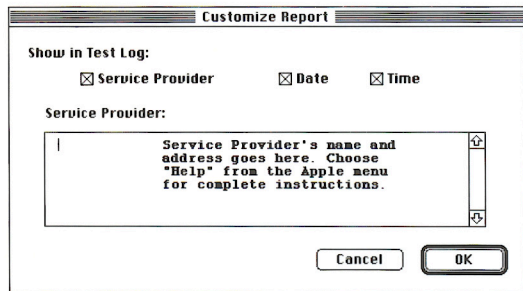 Customize Report
Show in Test Log:
Service Provider Date Time
Service Provider:
Service Provider's name and
address goes here. Choose
"Help" from the Apple menu
for complete instructions.
Cancel OK